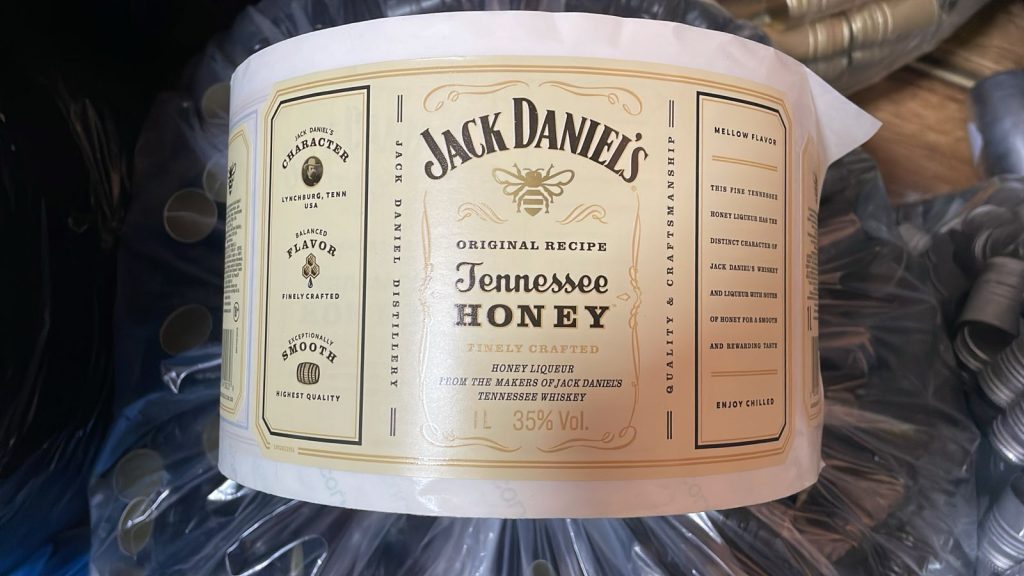 JACK DANIEL'S
CHARACTER
LYNCHBURG, TENN
USA
BALANCED
FLAVOR
FINELY CRAFTED
EXCEPTIONALLY
SMOOTH
HIGHEST QUALITY
JACK DANIEL DISTILLERY
JACK DANIEL'S
ORIGINAL RECIPE
Tennessee
HONEY
FINELY CRAFTED
HONEY LIQUEUR
FROM THE MAKERS OF JACK DANIEL'S
TENNESSEE WHISKEY
1L 35% Vol.
QUALITY & CRAFTSMANSHIP
MELLOW FLAVOR
THIS FINE TENNESSEE
HONEY LIQUEUR HAS THE
DISTINCT CHARACTER OF
JACK DANIEL'S WHISKEY
AND LIQUEUR WITH NOTES
OF HONEY FOR A SMOOTH
AND REWARDING TASTE
ENJOY CHILLED